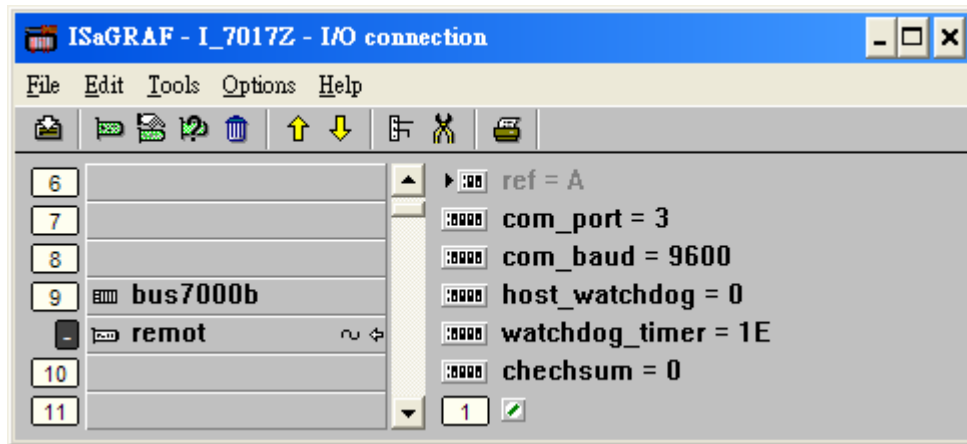 ISaGRAF - I_7017Z - I/O connection
File Edit Tools Options Help
6
7
8
9 bus7000b
- remot
10
11
ref = A
com_port = 3
com_baud = 9600
host_watchdog = 0
watchdog_timer = 1E
chechsum = 0
1